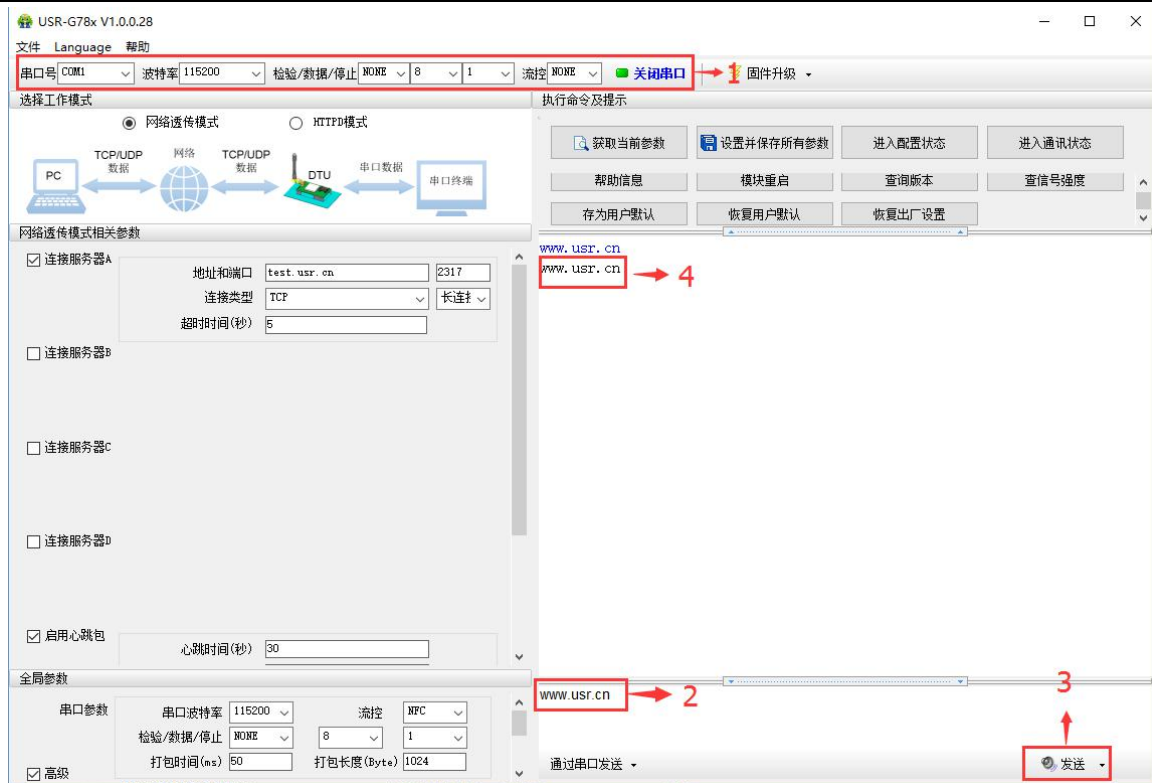 USR-G78x V1.0.0.28
文件 Language 帮助
串口号 COM1 波特率 115200 检验/数据/停止 NONE 8 1 流控 NONE 关闭串口 1 固件升级
选择工作模式
网络透传模式 HTTPD模式
PC
TCP/UDP
数据
网络
TCP/UDP
数据
DTU
串口数据
串口终端
网络透传模式相关参数
连接服务器A
地址和端口 test.usr.cn 2317
连接类型 TCP 长连接
超时时间(秒) 5
连接服务器B
连接服务器C
连接服务器D
启用心跳包
心跳时间(秒) 30
全局参数
串口参数 串口波特率 115200 流控 NFC
检验/数据/停止 NONE 8 1
打包时间(ms) 50 打包长度(Byte) 1024
高级
执行命令及提示
获取当前参数 设置并保存所有参数 进入配置状态 进入通讯状态
帮助信息 模块重启 查询版本 查信号强度
存为用户默认 恢复用户默认 恢复出厂设置
www.usr.cn
www.usr.cn 4
www.usr.cn 2
3
通过串口发送 发送